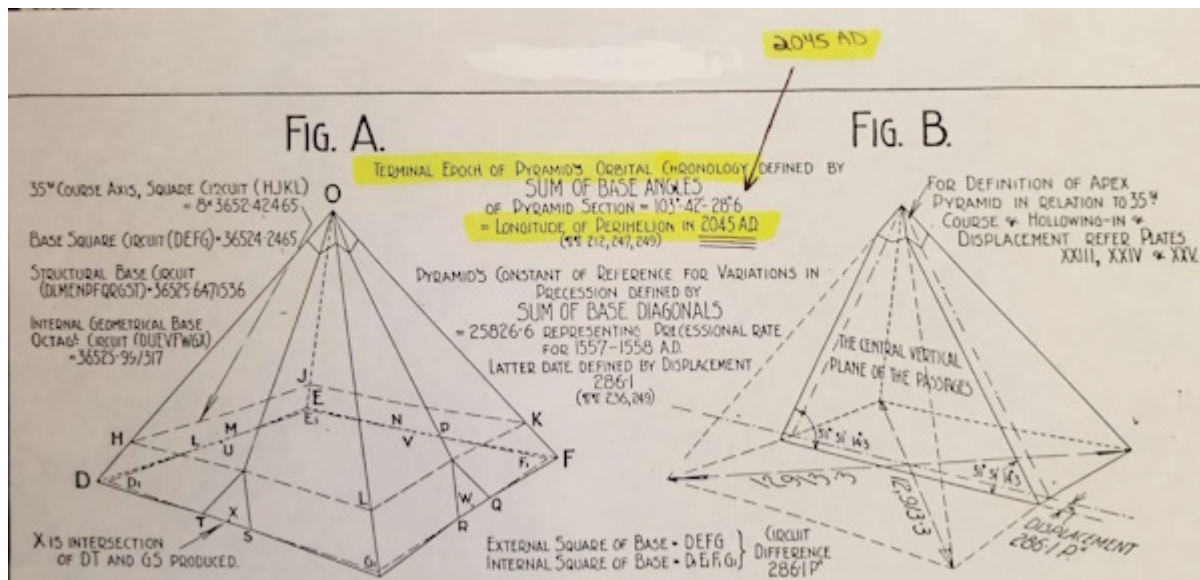 2045 AD
FIG. A.
FIG. B.
TERMINAL EPOCH OF PYRAMID'S ORBITAL CHRONOLOGY DEFINED BY
SUM OF BASE ANGLES
OF PYRAMID SECTION = 103°-42'-28"·6
= LONGITUDE OF PERIHELION IN 2045 A.D.
(¶¶ 212, 247, 249)
35TH COURSE AXIS, SQUARE CIRCUIT (HJKL)
= 8×3652·42465
BASE SQUARE CIRCUIT (DEFG) = 36524·2465
STRUCTURAL BASE CIRCUIT
(DLMENPFQRGST) = 36525·6471536
INTERNAL GEOMETRICAL BASE
OCTAGL CIRCUIT (DUEVFWGX)
PYRAMID'S CONSTANT OF REFERENCE FOR VARIATIONS IN
PRECESSION DEFINED BY
SUM OF BASE DIAGONALS
= 25826·6 REPRESENTING PRECESSIONAL RATE
FOR 1557–1558 A.D.
LATTER DATE DEFINED BY DISPLACEMENT
286·1
(¶¶ 236, 249)
FOR DEFINITION OF APEX
PYRAMID IN RELATION TO 35TH
COURSE & HOLLOWING-IN &
DISPLACEMENT REFER PLATES
XXIII, XXIV & XXV.
O
J
E
E₁
H
K
L
M
U
N
V
P
D
D₁
F₁
F
L
W
Q
R
T
X
S
G₁
THE CENTRAL VERTICAL
PLANE OF THE PASSAGES
51° 51' 14"·3
51° 51' 14"·3
12,913·3
12,913·3
DISPLACEMENT
286·1 P"
X IS INTERSECTION
OF DT AND GS PRODUCED.
EXTERNAL SQUARE OF BASE = DEFG
INTERNAL SQUARE OF BASE = D₁E₁F₁G₁
CIRCUIT
DIFFERENCE
286·1 P"